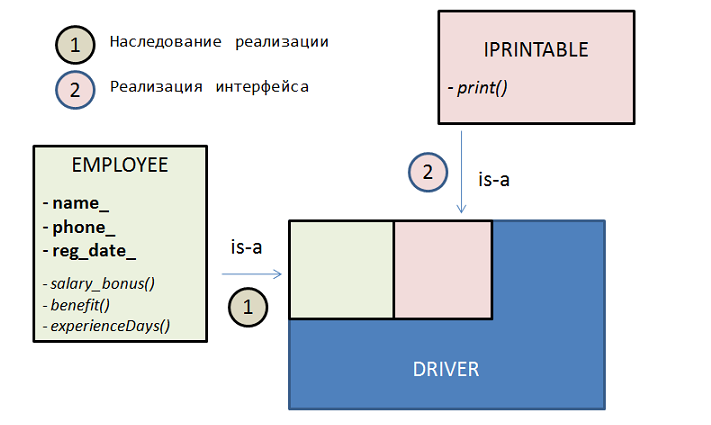 1 Наследование реализации
2 Реализация интерфейса
IPRINTABLE
- print()
2 is-a
EMPLOYEE
- name_
- phone_
- reg_date_
- salary_bonus()
- benefit()
- experienceDays()
is-a
1
DRIVER